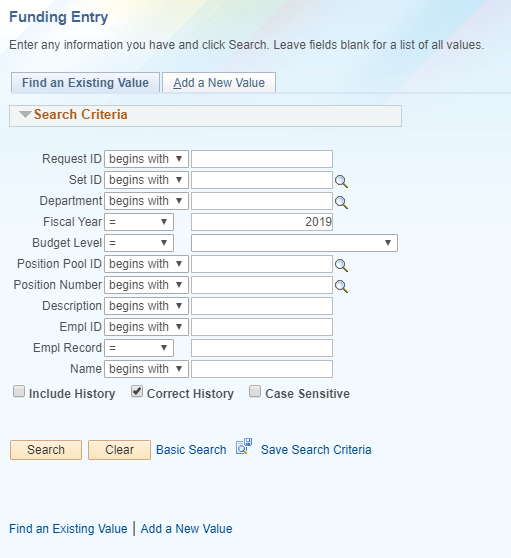 Funding Entry
Enter any information you have and click Search. Leave fields blank for a list of all values.
Find an Existing Value Add a New Value
Search Criteria
Request ID begins with
Set ID begins with
Department begins with
Fiscal Year = 2019
Budget Level =
Position Pool ID begins with
Position Number begins with
Description begins with
Empl ID begins with
Empl Record =
Name begins with
Include History Correct History Case Sensitive
Search Clear Basic Search Save Search Criteria
Find an Existing Value | Add a New Value